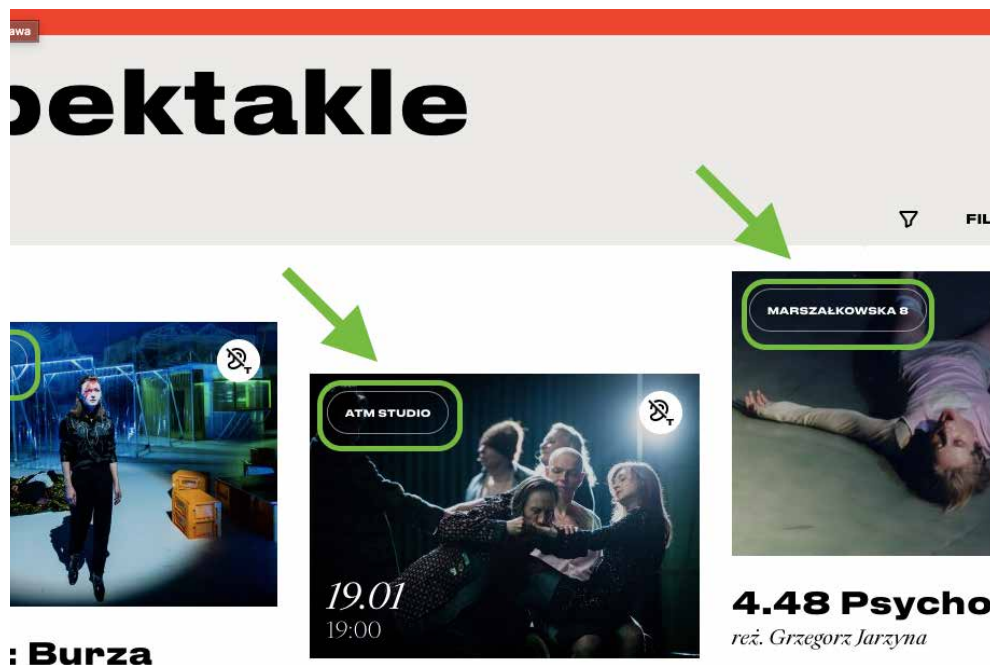 awa
pektakle
FIL
MARSZAŁKOWSKA 8
T
ATM STUDIO
T
19.01
19:00
4.48 Psycho
reż. Grzegorz Jarzyna
: Burza